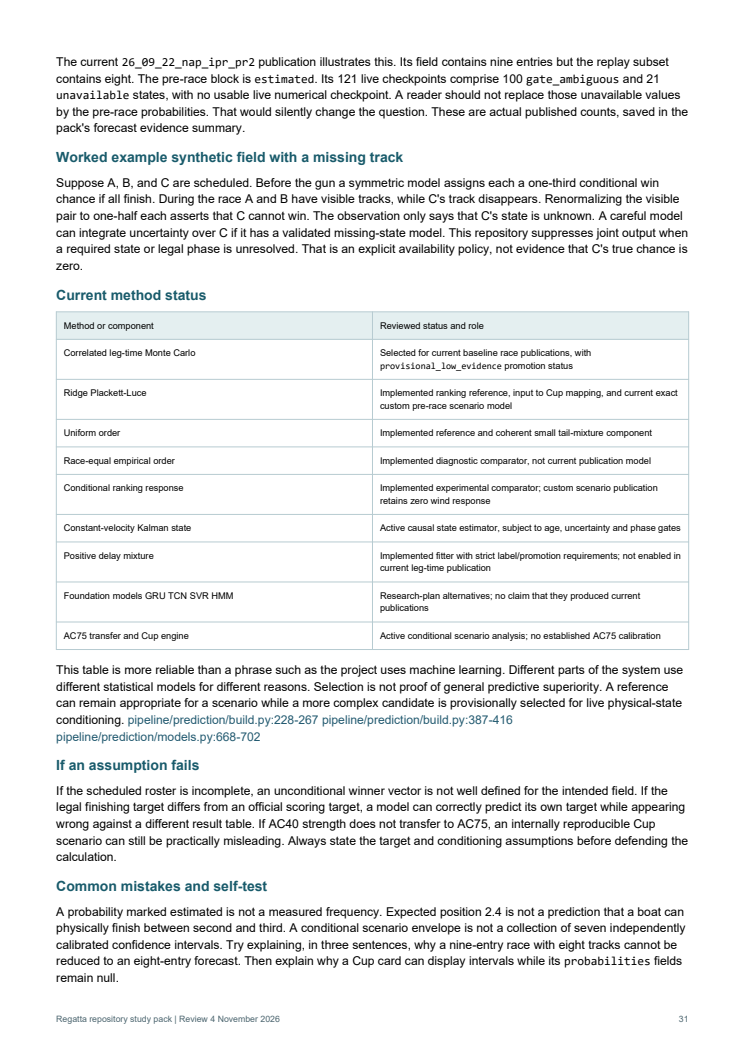 The current 26_09_22_nap_ipr_pr2 publication illustrates this. Its field contains nine entries but the replay subset
contains eight. The pre-race block is estimated. Its 121 live checkpoints comprise 100 gate_ambiguous and 21
unavailable states, with no usable live numerical checkpoint. A reader should not replace those unavailable values
by the pre-race probabilities. That would silently change the question. These are actual published counts, saved in the
pack's forecast evidence summary.
Worked example synthetic field with a missing track
Suppose A, B, and C are scheduled. Before the gun a symmetric model assigns each a one-third conditional win
chance if all finish. During the race A and B have visible tracks, while C's track disappears. Renormalizing the visible
pair to one-half each asserts that C cannot win. The observation only says that C's state is unknown. A careful model
can integrate uncertainty over C if it has a validated missing-state model. This repository suppresses joint output when
a required state or legal phase is unresolved. That is an explicit availability policy, not evidence that C's true chance is
zero.
Current method status
Method or component
Reviewed status and role
Correlated leg-time Monte Carlo
Selected for current baseline race publications, with
provisional_low_evidence promotion status
Ridge Plackett-Luce
Implemented ranking reference, input to Cup mapping, and current exact
custom pre-race scenario model
Uniform order
Implemented reference and coherent small tail-mixture component
Race-equal empirical order
Implemented diagnostic comparator, not current publication model
Conditional ranking response
Implemented experimental comparator; custom scenario publication
retains zero wind response
Constant-velocity Kalman state
Active causal state estimator, subject to age, uncertainty and phase gates
Positive delay mixture
Implemented fitter with strict label/promotion requirements; not enabled in
current leg-time publication
Foundation models GRU TCN SVR HMM
Research-plan alternatives; no claim that they produced current
publications
AC75 transfer and Cup engine
Active conditional scenario analysis; no established AC75 calibration
This table is more reliable than a phrase such as the project uses machine learning. Different parts of the system use
different statistical models for different reasons. Selection is not proof of general predictive superiority. A reference
can remain appropriate for a scenario while a more complex candidate is provisionally selected for live physical-state
conditioning. pipeline/prediction/build.py:228-267 pipeline/prediction/build.py:387-416
pipeline/prediction/models.py:668-702
If an assumption fails
If the scheduled roster is incomplete, an unconditional winner vector is not well defined for the intended field. If the
legal finishing target differs from an official scoring target, a model can correctly predict its own target while appearing
wrong against a different result table. If AC40 strength does not transfer to AC75, an internally reproducible Cup
scenario can still be practically misleading. Always state the target and conditioning assumptions before defending the
calculation.
Common mistakes and self-test
A probability marked estimated is not a measured frequency. Expected position 2.4 is not a prediction that a boat can
physically finish between second and third. A conditional scenario envelope is not a collection of seven independently
calibrated confidence intervals. Try explaining, in three sentences, why a nine-entry race with eight tracks cannot be
reduced to an eight-entry forecast. Then explain why a Cup card can display intervals while its probabilities fields
remain null.
Regatta repository study pack | Review 4 November 2026
31